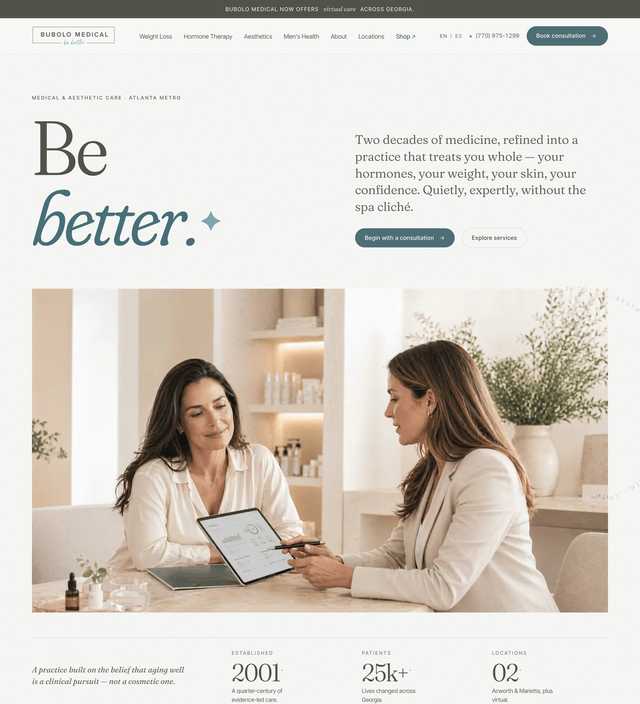 BUBOLO MEDICAL NOW OFFERS virtual care ACROSS GEORGIA.
BUBOLO MEDICAL
be better
Weight Loss Hormone Therapy Aesthetics Men's Health About Locations Shop ↗
EN | ES
(770) 975-1299
Book consultation →
MEDICAL & AESTHETIC CARE · ATLANTA METRO
Be
better.
Two decades of medicine, refined into a
practice that treats you whole — your
hormones, your weight, your skin, your
confidence. Quietly, expertly, without the
spa cliché.
Begin with a consultation →
Explore services
A practice built on the belief that aging well
is a clinical pursuit — not a cosmetic one.
ESTABLISHED
2001
A quarter-century of
evidence-led care.
PATIENTS
25k+
Lives changed across
Georgia.
LOCATIONS
02
Acworth & Marietta, plus
virtual.